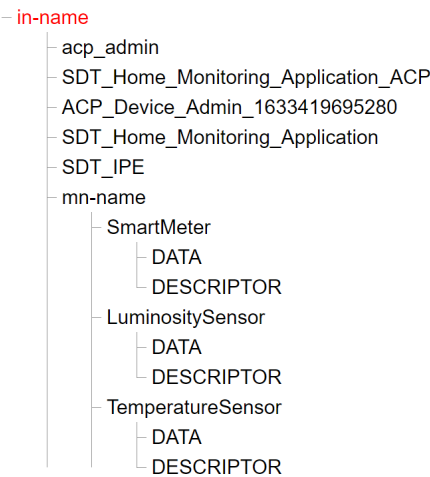 in-name
acp_admin
SDT_Home_Monitoring_Application_ACP
ACP_Device_Admin_1633419695280
SDT_Home_Monitoring_Application
SDT_IPE
mn-name
SmartMeter
DATA
DESCRIPTOR
LuminositySensor
DATA
DESCRIPTOR
TemperatureSensor
DATA
DESCRIPTOR